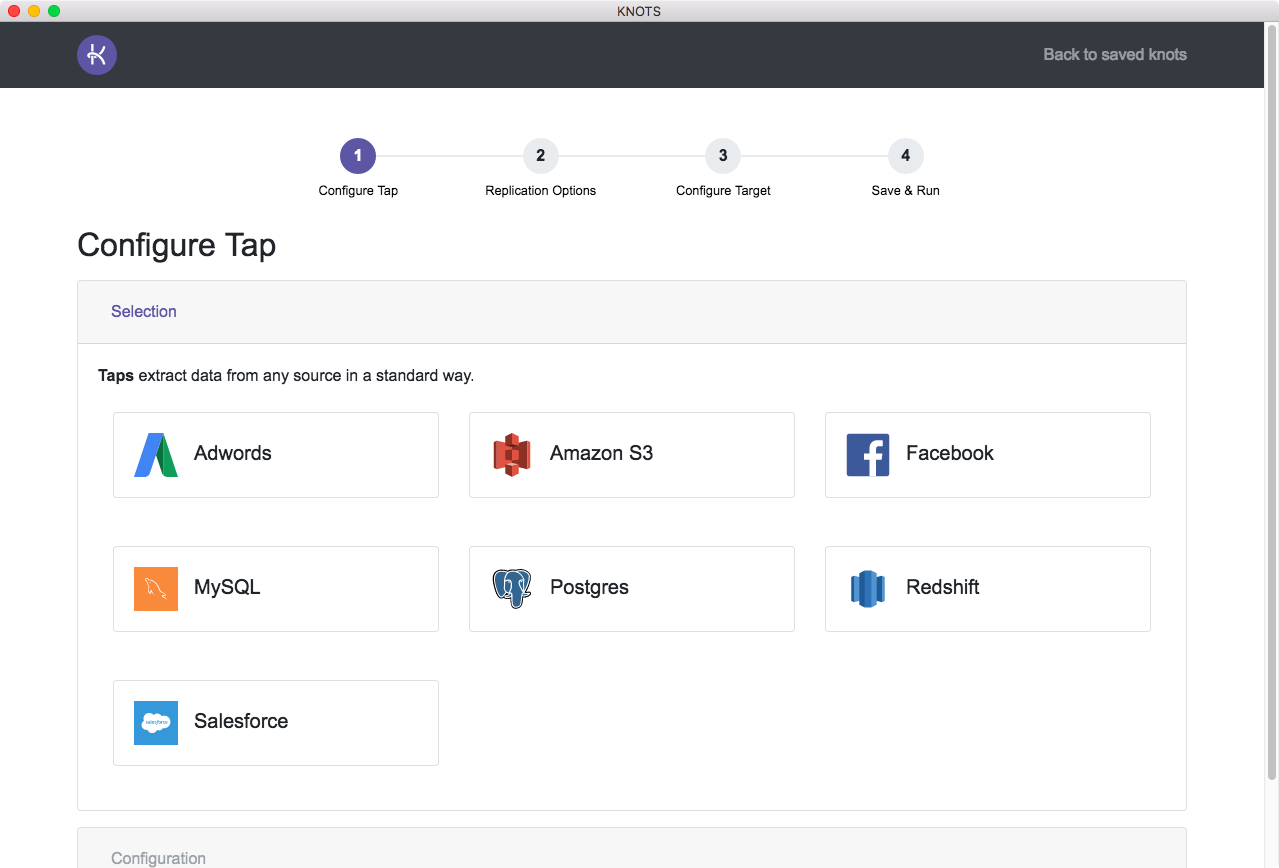 KNOTS
K
Back to saved knots
1 2 3 4
Configure Tap Replication Options Configure Target Save & Run
Configure Tap
Selection
Taps extract data from any source in a standard way.
Adwords Amazon S3 Facebook
MySQL Postgres Redshift
salesforce
Salesforce
Configuration